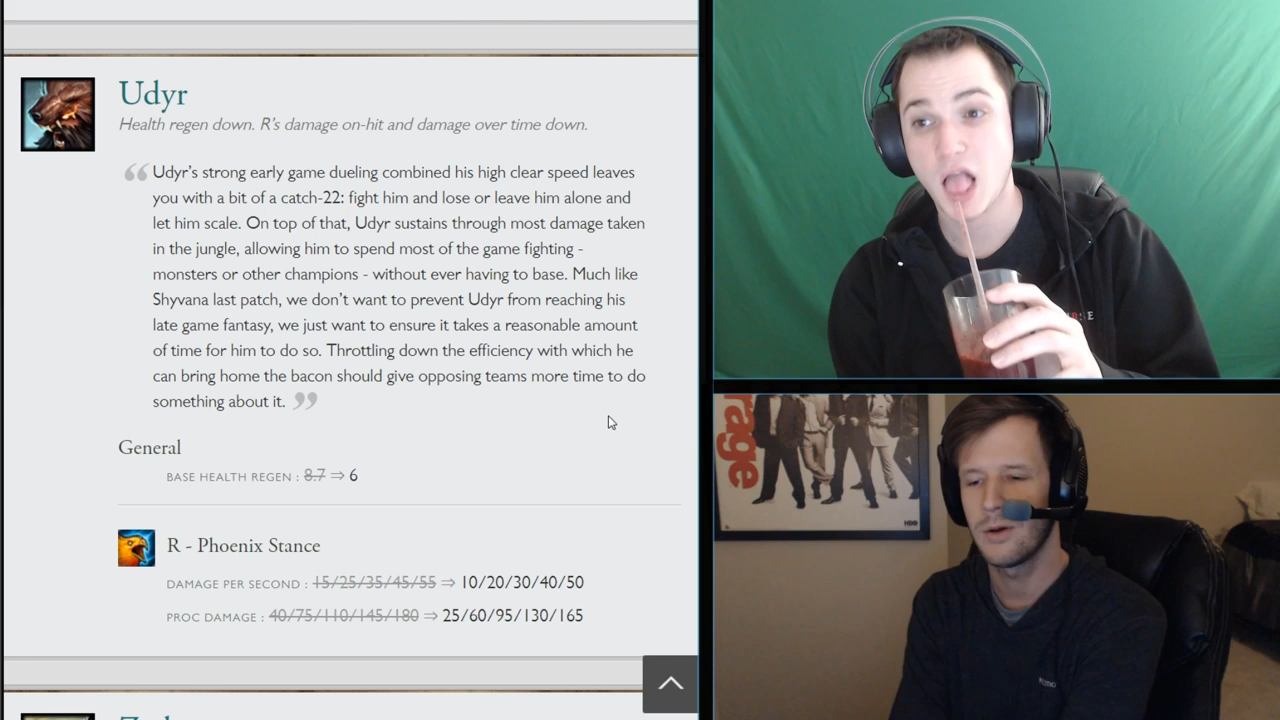 Udyr
Health regen down. R's damage on-hit and damage over time down.
“ Udyr's strong early game dueling combined his high clear speed leaves
you with a bit of a catch-22: fight him and lose or leave him alone and
let him scale. On top of that, Udyr sustains through most damage taken
in the jungle, allowing him to spend most of the game fighting -
monsters or other champions - without ever having to base. Much like
Shyvana last patch, we don't want to prevent Udyr from reaching his
late game fantasy, we just want to ensure it takes a reasonable amount
of time for him to do so. Throttling down the efficiency with which he
can bring home the bacon should give opposing teams more time to do
something about it. ”
General
BASE HEALTH REGEN : 8.7 ⇒ 6
R - Phoenix Stance
DAMAGE PER SECOND : 15/25/35/45/55 ⇒ 10/20/30/40/50
PROC DAMAGE : 40/75/110/145/180 ⇒ 25/60/95/130/165
rage
HBO